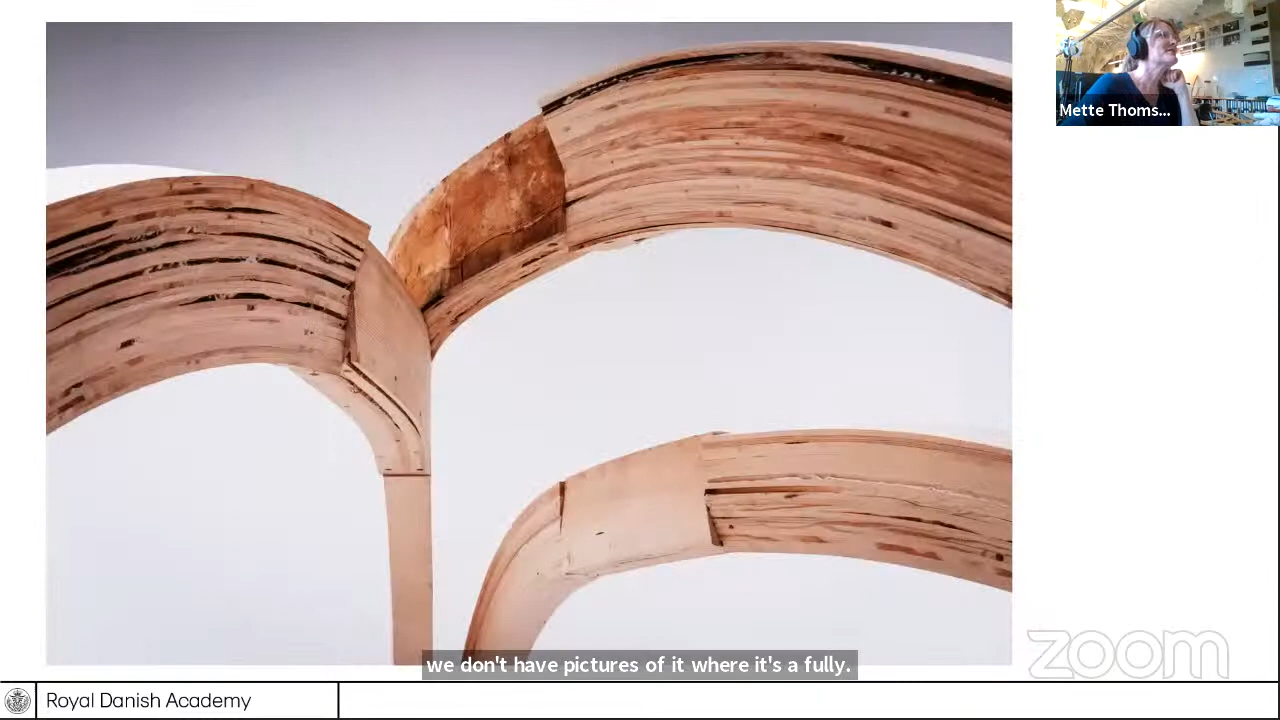 Mette Thoms...
we don't have pictures of it where it's a fully.
zoom
Royal Danish Academy